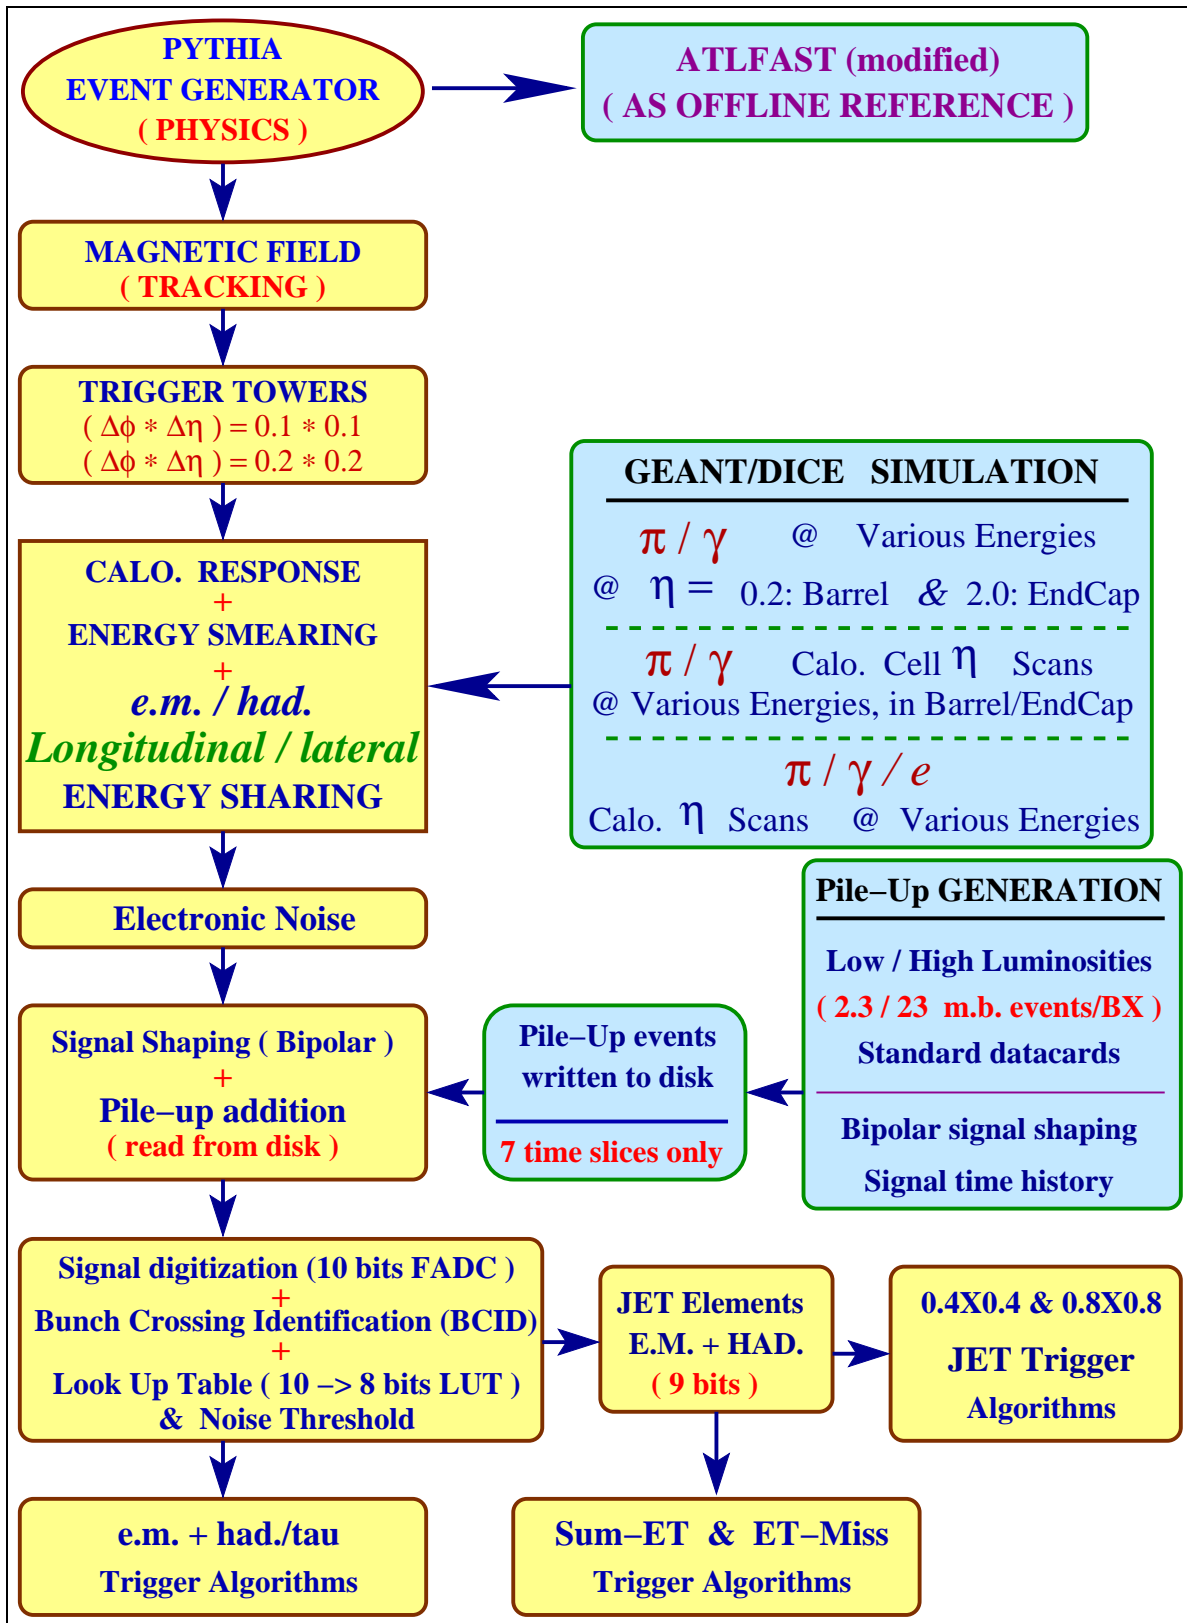 PYTHIA
EVENT GENERATOR
( PHYSICS )
ATLFAST (modified)
( AS OFFLINE REFERENCE )
MAGNETIC FIELD
( TRACKING )
TRIGGER TOWERS
( Δϕ * Δη ) = 0.1 * 0.1
( Δϕ * Δη ) = 0.2 * 0.2
CALO. RESPONSE
+
ENERGY SMEARING
+
e.m. / had.
Longitudinal / lateral
ENERGY SHARING
GEANT/DICE SIMULATION
π / γ @ Various Energies
@ η = 0.2: Barrel & 2.0: EndCap
π / γ Calo. Cell η Scans
@ Various Energies, in Barrel/EndCap
π / γ / e
Calo. η Scans @ Various Energies
Electronic Noise
Pile–Up GENERATION
Low / High Luminosities
( 2.3 / 23 m.b. events/BX )
Standard datacards
Bipolar signal shaping
Signal time history
Pile–Up events
written to disk
7 time slices only
Signal Shaping ( Bipolar )
+
Pile–up addition
( read from disk )
Signal digitization (10 bits FADC )
+
Bunch Crossing Identification (BCID)
+
Look Up Table ( 10 –> 8 bits LUT )
& Noise Threshold
JET Elements
E.M. + HAD.
( 9 bits )
0.4X0.4 & 0.8X0.8
JET Trigger
Algorithms
e.m. + had./tau
Trigger Algorithms
Sum–ET & ET–Miss
Trigger Algorithms